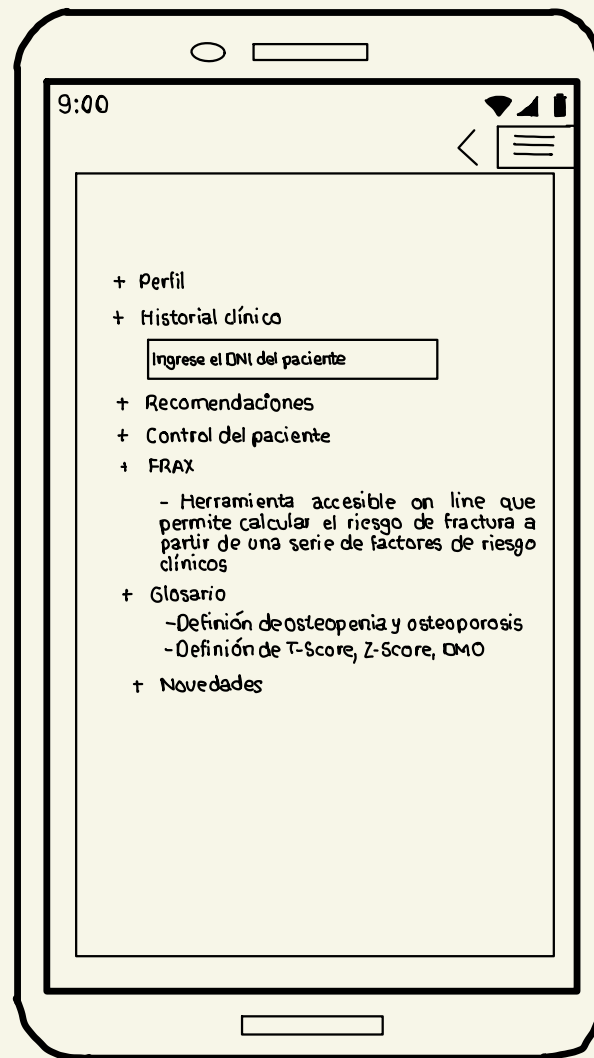 9:00
+ Perfil
+ Historial clínico
Ingrese el DNI del paciente
+ Recomendaciones
+ Control del paciente
+ FRAX
- Herramienta accesible on line que
permite calcular el riesgo de fractura a
partir de una serie de factores de riesgo
clínicos
+ Glosario
-Definión de osteopenia y osteoporosis
-Definión de T-Score, Z-Score, DMO
+ Novedades